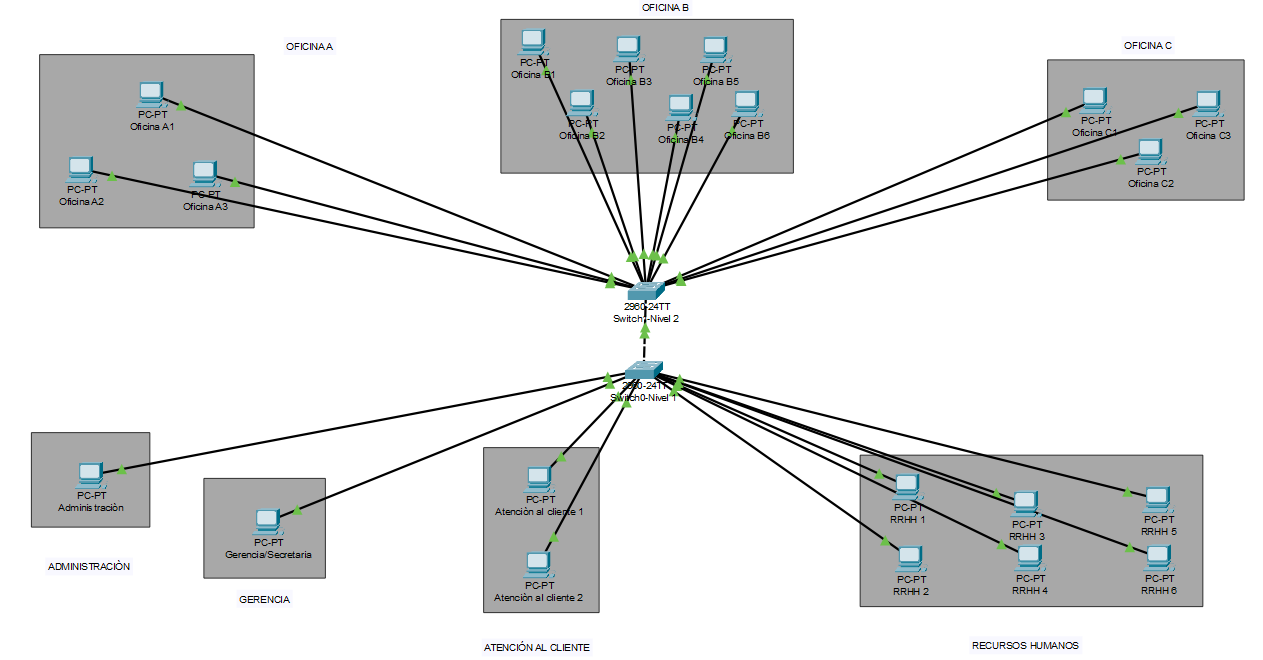 OFICINA B
OFICINA A
OFICINA C
PC-PT
Oficina A1
PC-PT
Oficina A2
PC-PT
Oficina A3
PC-PT
Oficina B1
PC-PT
Oficina B3
PC-PT
Oficina B5
PC-PT
Oficina B2
PC-PT
Oficina B4
PC-PT
Oficina B6
PC-PT
Oficina C1
PC-PT
Oficina C3
PC-PT
Oficina C2
2960-24TT
Switch1-Nivel 2
2960-24TT
Switch0-Nivel 1
PC-PT
Administraciòn
ADMINISTRACIÒN
PC-PT
Gerencia/Secretaria
GERENCIA
PC-PT
Atenciòn al cliente 1
PC-PT
Atenciòn al cliente 2
ATENCIÓN AL CLIENTE
PC-PT
RRHH 1
PC-PT
RRHH 3
PC-PT
RRHH 5
PC-PT
RRHH 2
PC-PT
RRHH 4
PC-PT
RRHH 6
RECURSOS HUMANOS